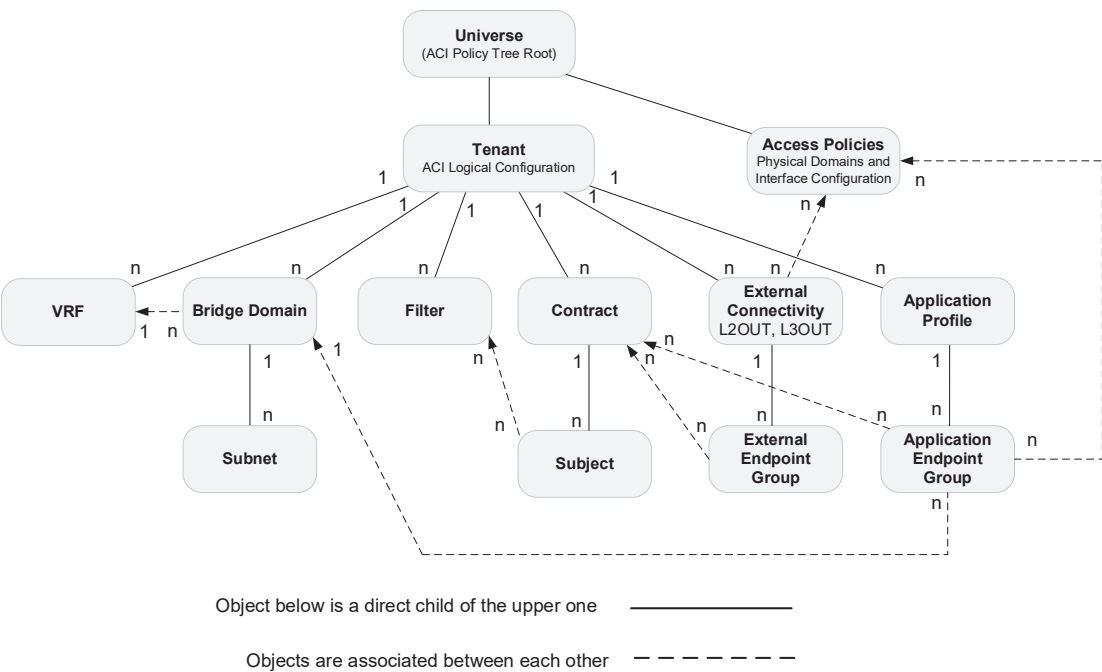 Universe
(ACI Policy Tree Root)
Tenant
ACI Logical Configuration
Access Policies
Physical Domains and
Interface Configuration
n
n
1
1
1
1
1
1
n
n
n
n
n
n
n
VRF
1
n
Bridge Domain
Filter
Contract
External
Connectivity
L2OUT, L3OUT
Application
Profile
1
1
n
1
n
n
1
1
n
n
n
n
n
n
n
Subnet
Subject
External
Endpoint
Group
Application
Endpoint
Group
n
n
Object below is a direct child of the upper one
Objects are associated between each other